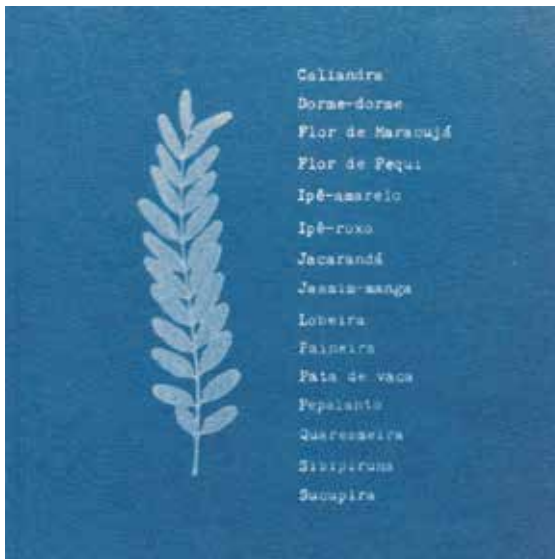 Caliandra
Dorme-dorme
Flor de Maracujá
Flor de Pequi
Ipê-amarelo
Ipê-roxo
Jacarandá
Jasmim-manga
Lobeira
Paineira
Pata de vaca
Pepalanto
Quaresmeira
Sibipiruna
Sucupira